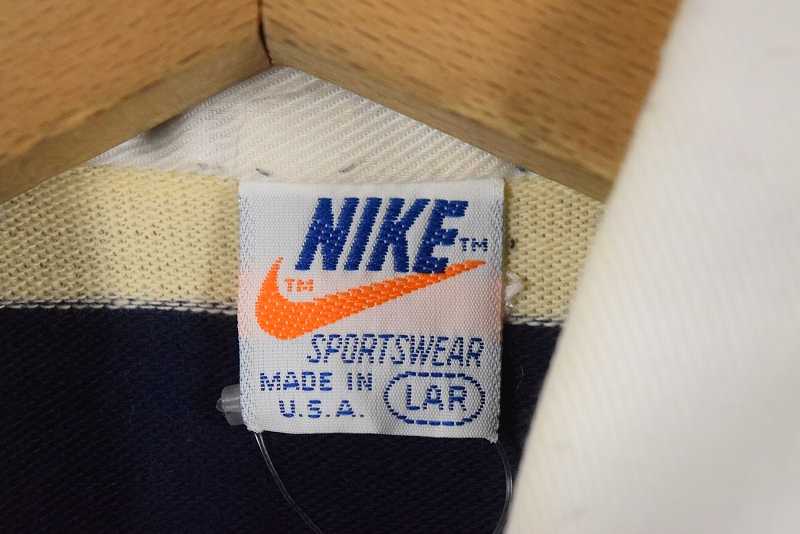 NIKE™
™
SPORTSWEAR
MADE IN
U.S.A.
LAR